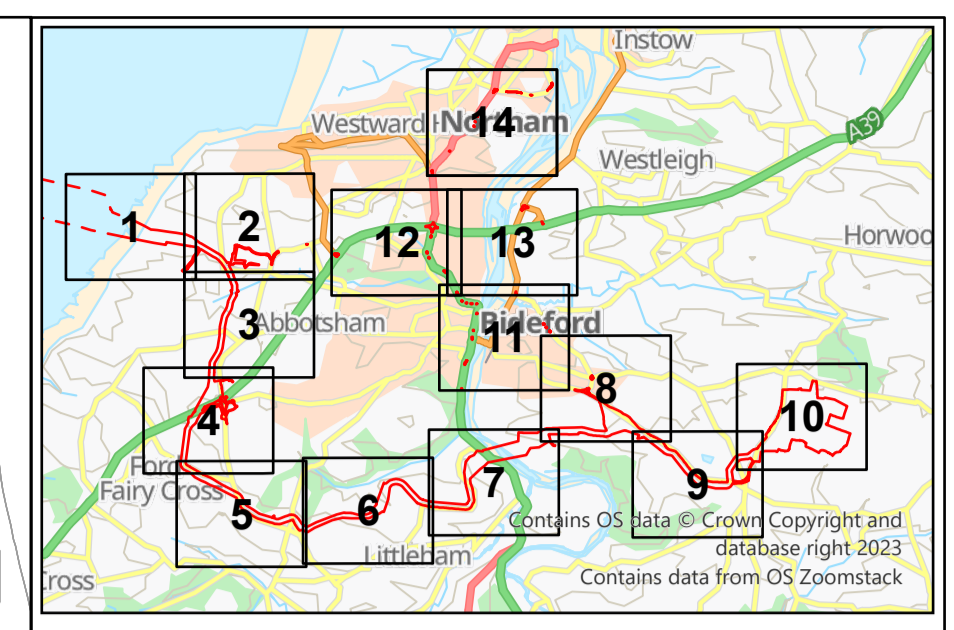 Instow
Westward H
Northam
14
A39
Westleigh
1
2
12
13
Horwoo
3
Abbotsham
Bideford
11
8
4
10
Ford
Fairy Cross
5
6
7
9
Contains OS data © Crown Copyright and
database right 2023
Littleham
Cross
Contains data from OS Zoomstack